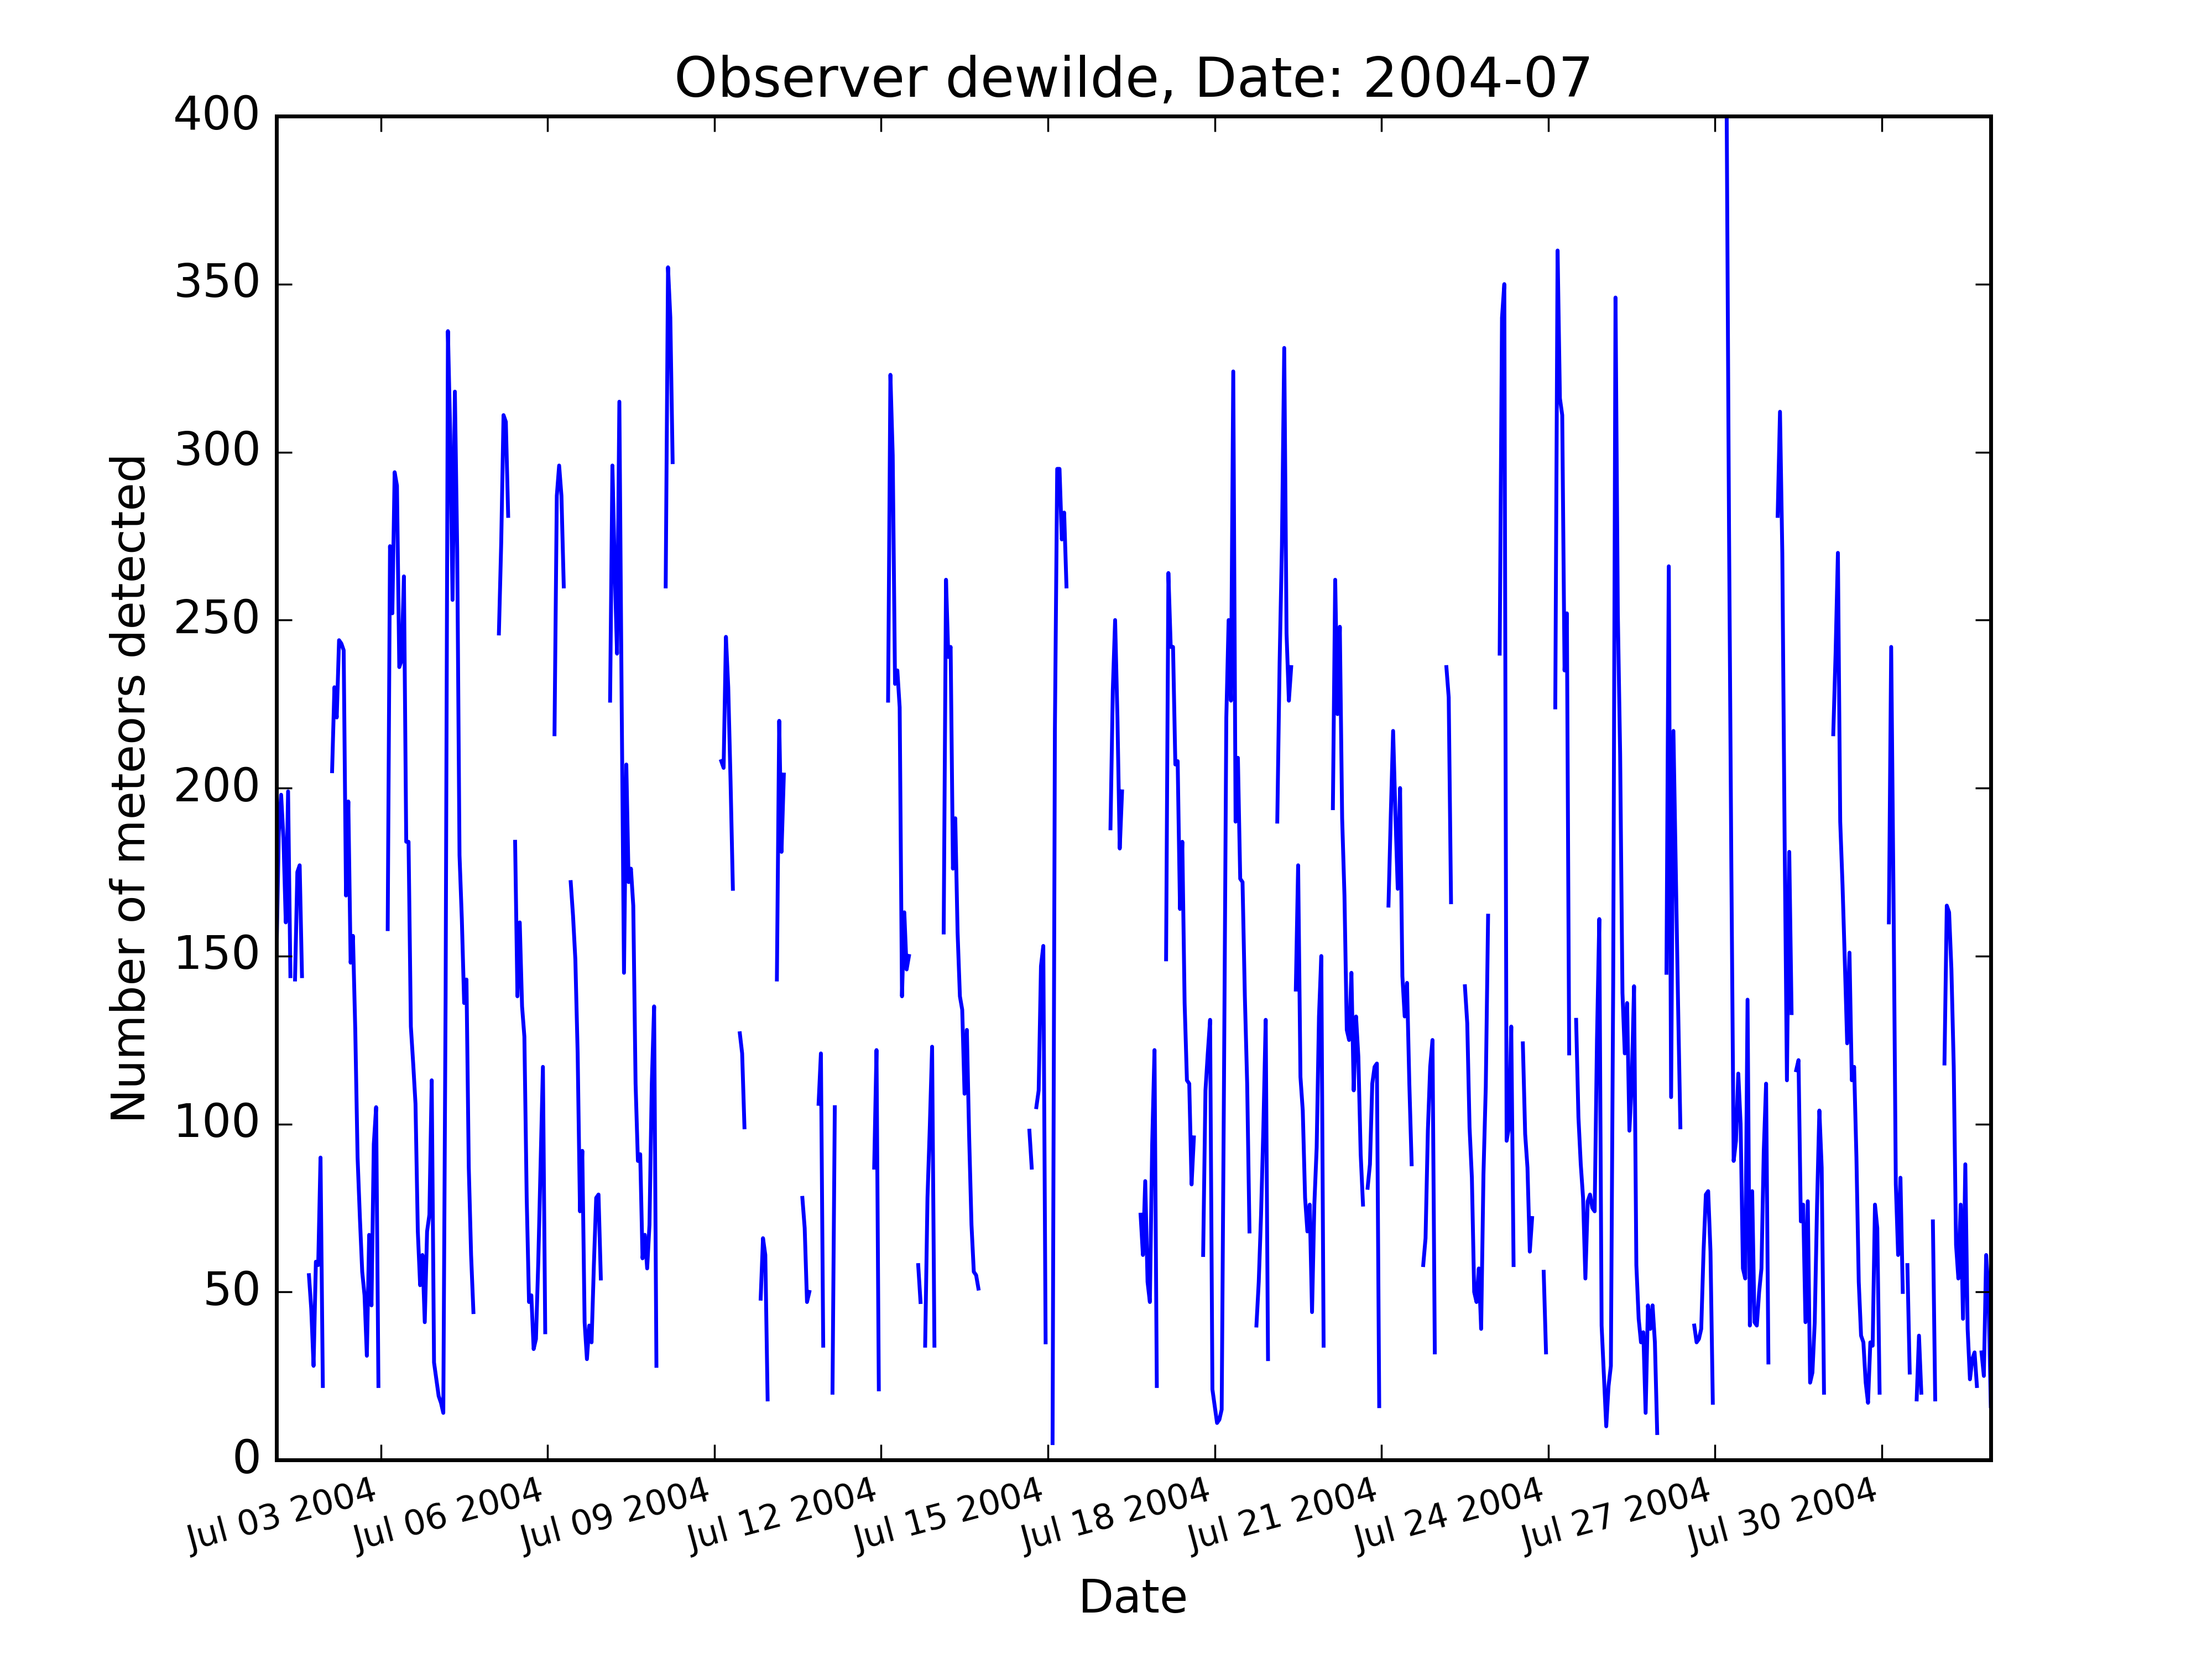 Observer dewilde, Date: 2004-07
400
350
300
250
200
150
100
50
0
Number of meteors detected
Jul 03 2004
Jul 06 2004
Jul 09 2004
Jul 12 2004
Jul 15 2004
Jul 18 2004
Jul 21 2004
Jul 24 2004
Jul 27 2004
Jul 30 2004
Date